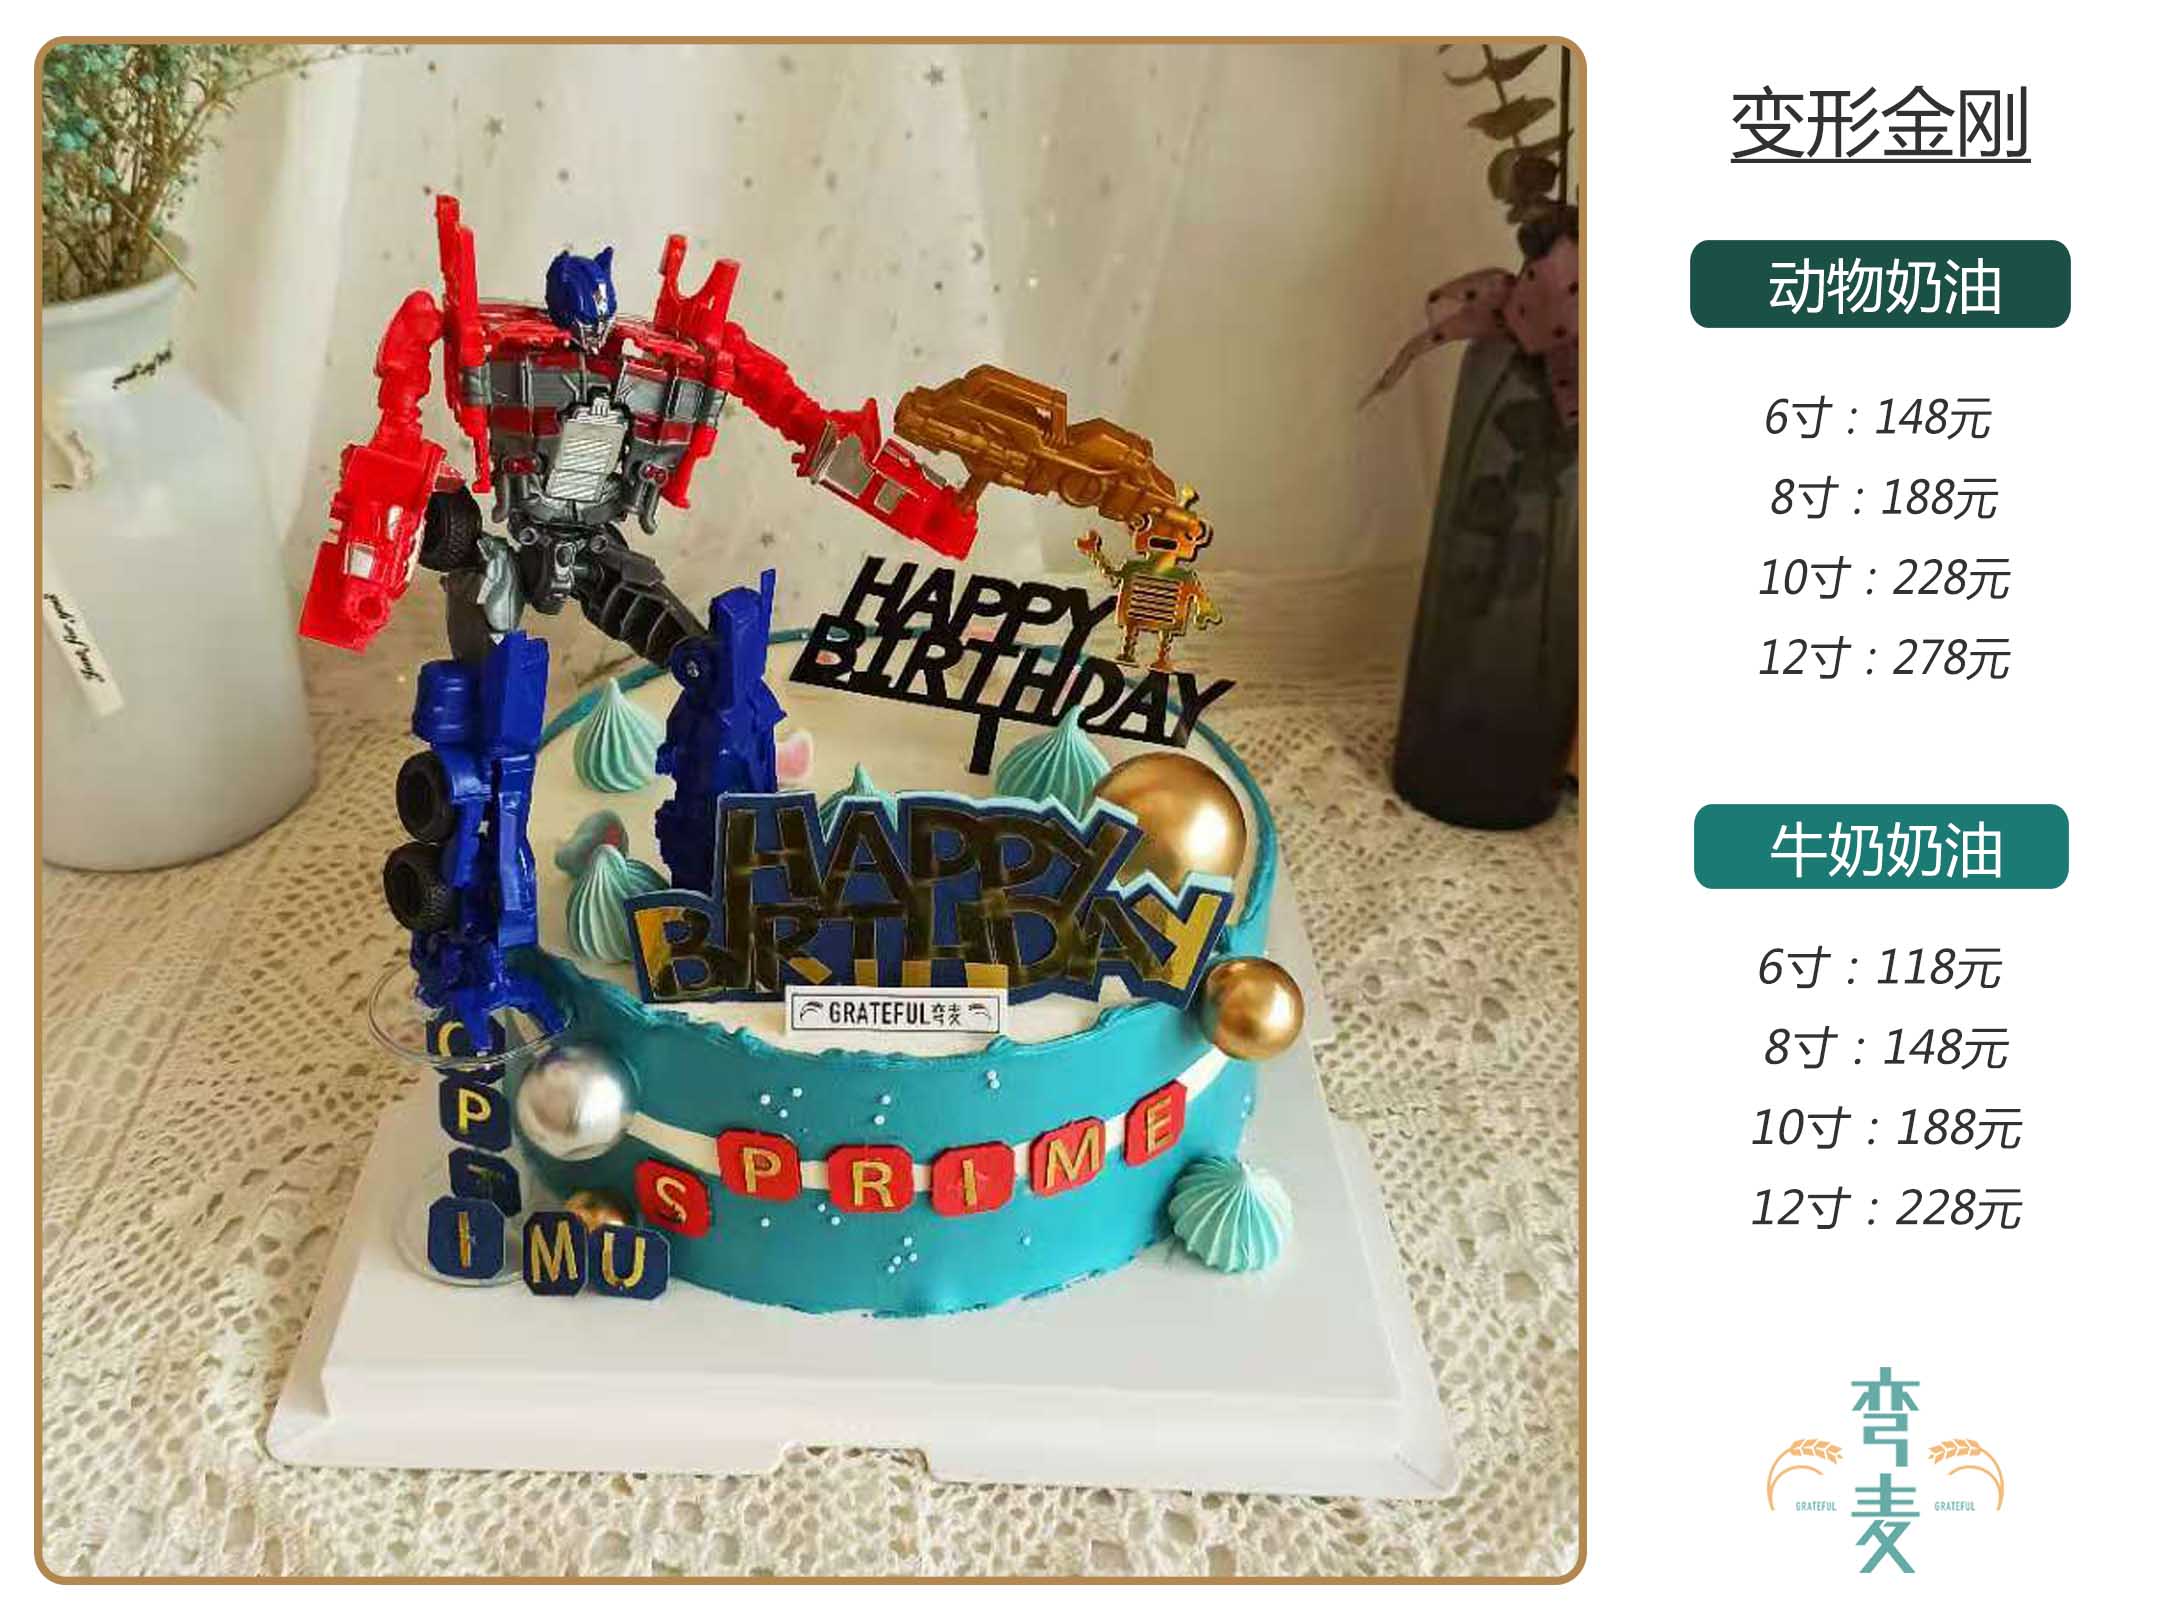 变形金刚
动物奶油
6寸：148元
8寸：188元
10寸：228元
12寸：278元
牛奶奶油
6寸：118元
8寸：148元
10寸：188元
12寸：228元
弯麦
GRATEFUL
GRATEFUL
HAPPY
BIRTHDAY
HAPPY
BIRTHDAY
GRATEFUL弯麦
O
P
T
I M U
S P R I M E